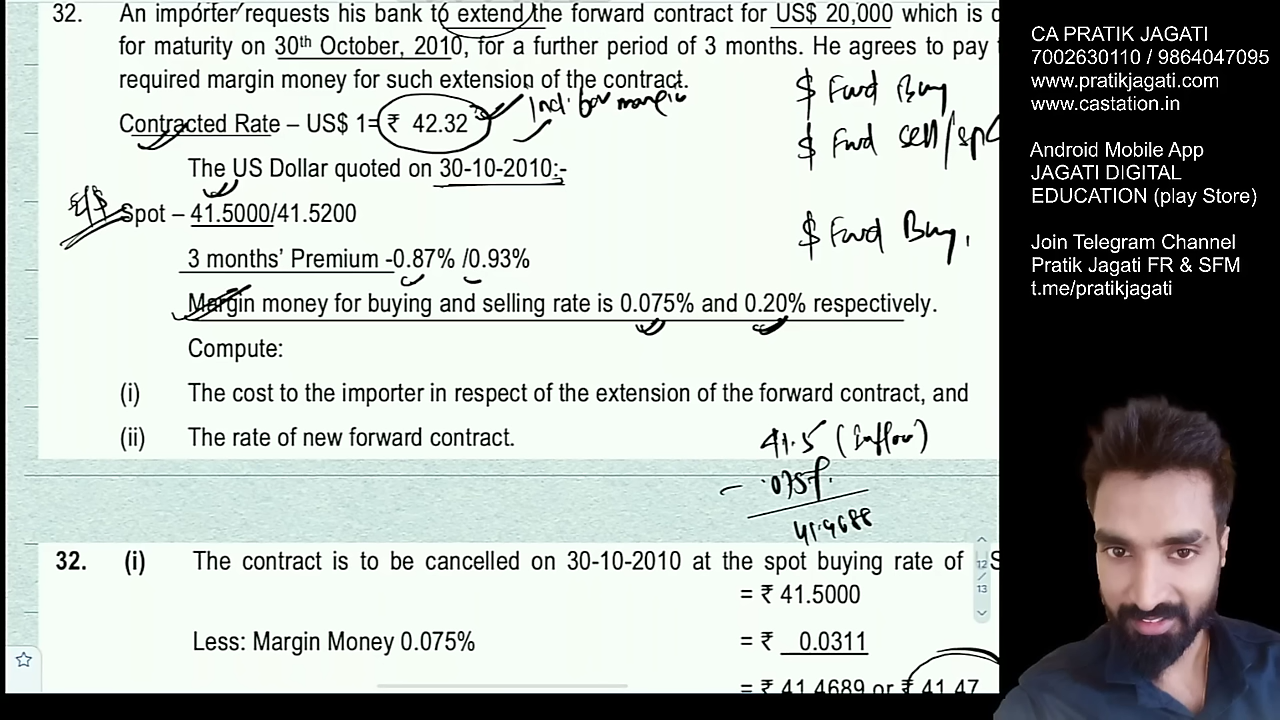 32. An importer requests his bank to extend the forward contract for US$ 20,000 which is
for maturity on 30th October, 2010, for a further period of 3 months. He agrees to pay
required margin money for such extension of the contract.
Contracted Rate – US$ 1= ₹ 42.32
The US Dollar quoted on 30-10-2010:-
Spot – 41.5000/41.5200
3 months' Premium -0.87% /0.93%
Margin money for buying and selling rate is 0.075% and 0.20% respectively.
Compute:
(i) The cost to the importer in respect of the extension of the forward contract, and
(ii) The rate of new forward contract.
$ Fwd Buy
$ Fwd sell/
$ Fwd Buy,
41.5 (Inflow)
- .075%
41.4688
32. (i) The contract is to be cancelled on 30-10-2010 at the spot buying rate of
= ₹ 41.5000
Less: Margin Money 0.075% = ₹ 0.0311
= ₹ 41.4689 or ₹ 41.47
12
/
13
CA PRATIK JAGATI
7002630110 / 9864047095
www.pratikjagati.com
www.castation.in
Android Mobile App
JAGATI DIGITAL
EDUCATION (play Store)
Join Telegram Channel
Pratik Jagati FR & SFM
t.me/pratikjagati